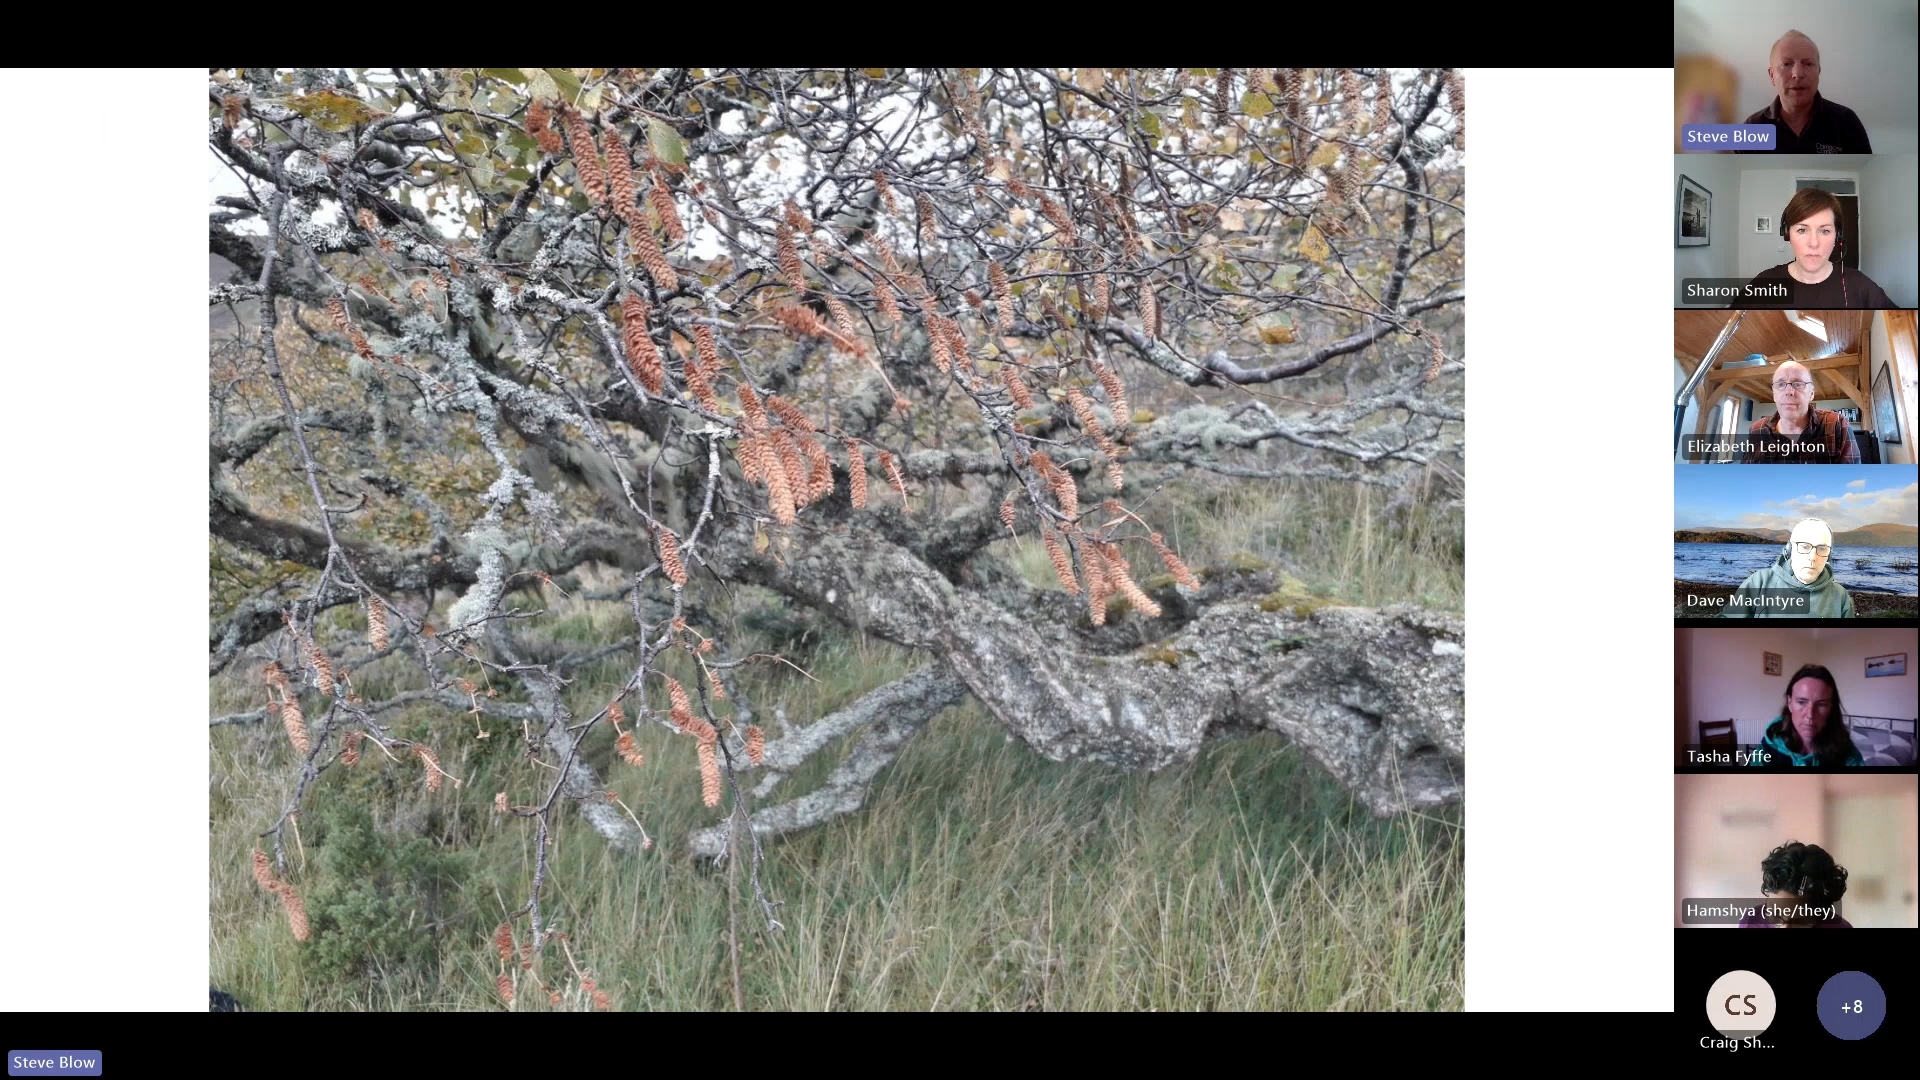 Steve Blow
Sharon Smith
Elizabeth Leighton
Dave MacIntyre
Tasha Fyffe
Hamshya (she/they)
CS
+8
Craig Sh...
Steve Blow